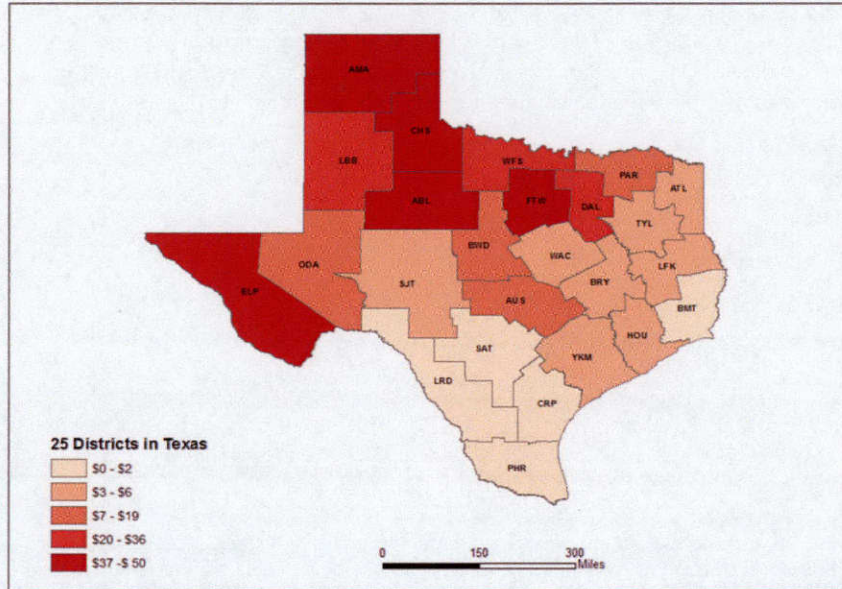 AMA
CHS
LBB
WFS
PAR
ATL
ABL
FTW
DAL
TYL
BWD
WAC
LFK
ELP
ODA
SJT
BRY
BMT
AUS
HOU
SAT
YKM
LRD
CRP
PHR
25 Districts in Texas
$0 - $2
$3 - $6
$7 - $19
$20 - $36
$37 -$ 50
0 150 300
Miles